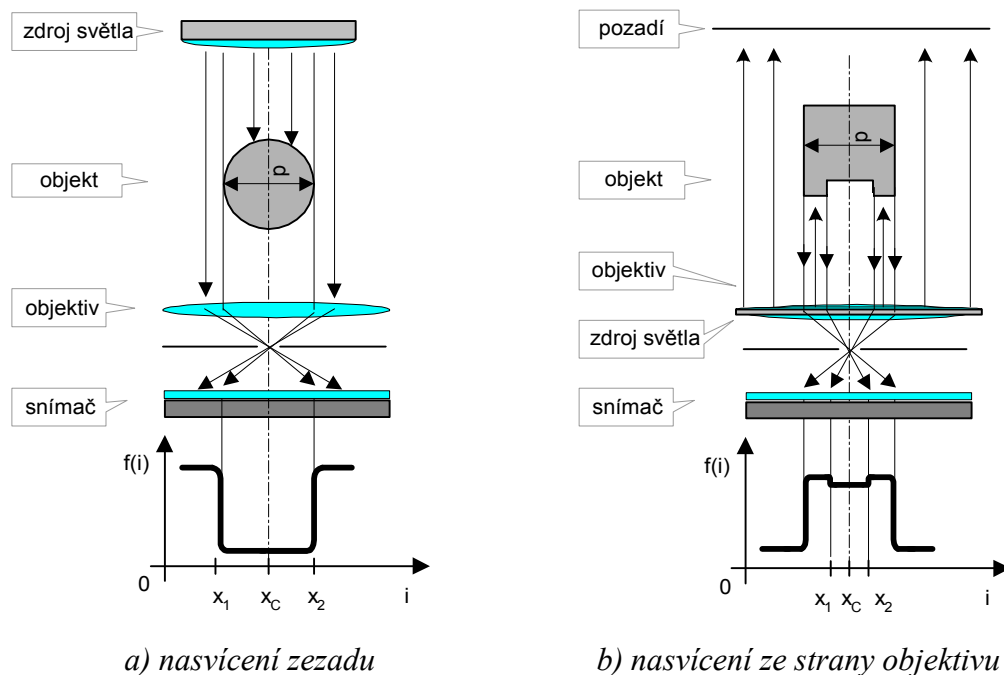 zdroj světla
objekt
d
objektiv
snímač
f(i)
0
x1
xC
x2
i
a) nasvícení zezadu
pozadí
d
objekt
objektiv
zdroj světla
snímač
f(i)
0
x1
xC
x2
i
b) nasvícení ze strany objektivu